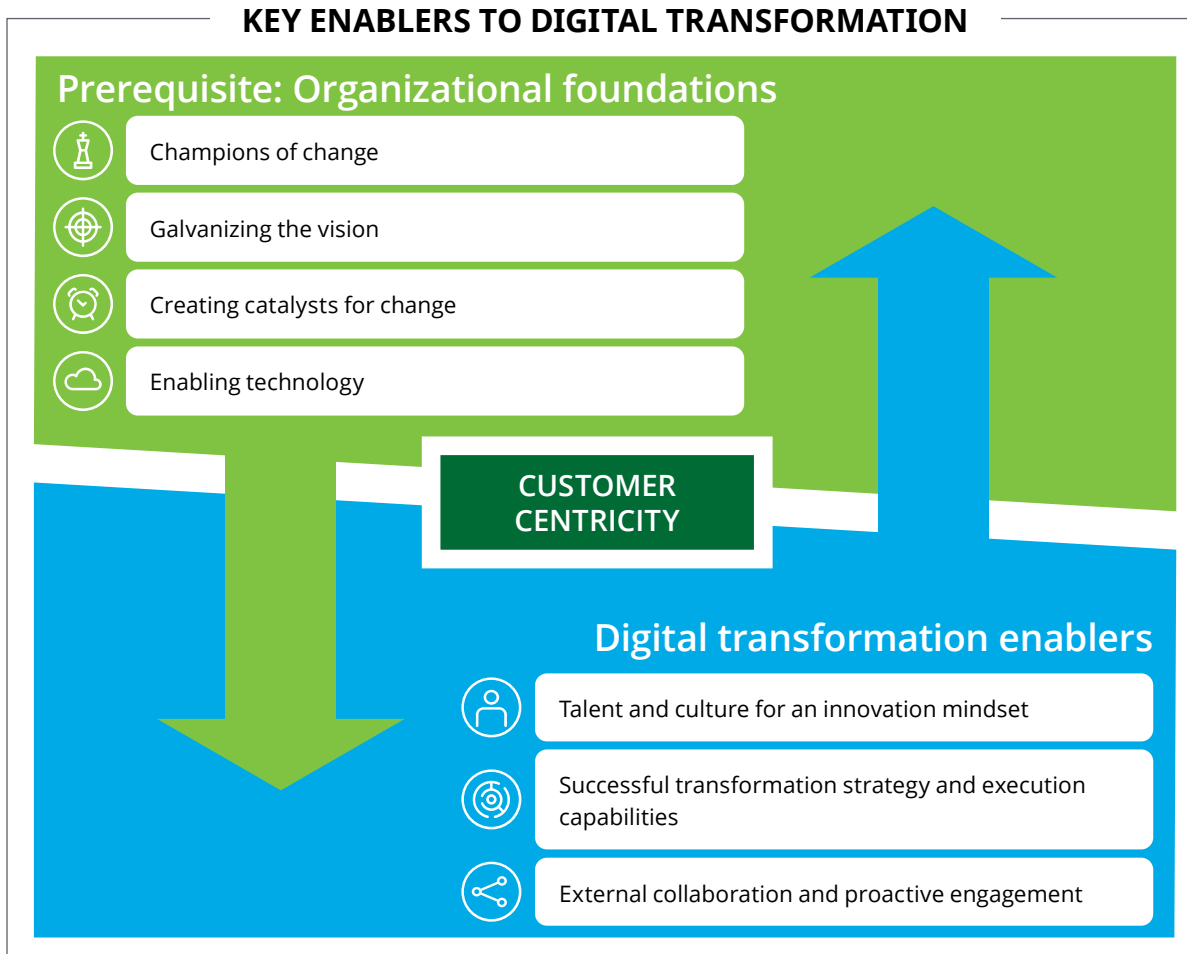 KEY ENABLERS TO DIGITAL TRANSFORMATION
Prerequisite: Organizational foundations
Champions of change
Galvanizing the vision
Creating catalysts for change
Enabling technology
CUSTOMER
CENTRICITY
Digital transformation enablers
Talent and culture for an innovation mindset
Successful transformation strategy and execution
capabilities
External collaboration and proactive engagement